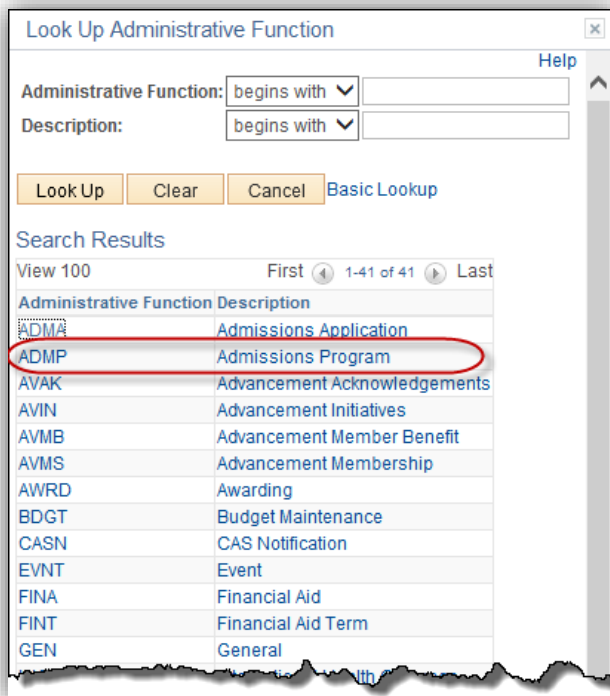 Look Up Administrative Function
Help
Administrative Function: begins with
Description: begins with
Look Up Clear Cancel Basic Lookup
Search Results
View 100 First 1-41 of 41 Last
Administrative Function Description
ADMA Admissions Application
ADMP Admissions Program
AVAK Advancement Acknowledgements
AVIN Advancement Initiatives
AVMB Advancement Member Benefit
AVMS Advancement Membership
AWRD Awarding
BDGT Budget Maintenance
CASN CAS Notification
EVNT Event
FINA Financial Aid
FINT Financial Aid Term
GEN General